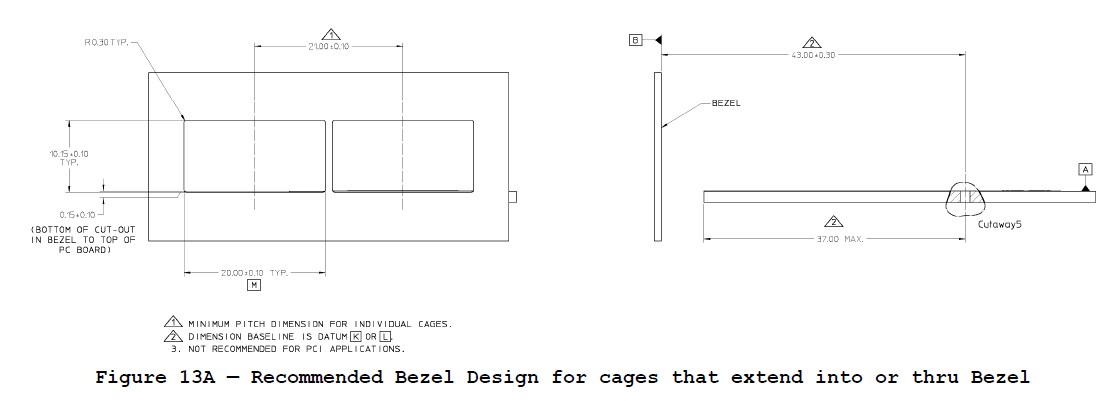 R0.30 TYP.
1
21.00±0.10
10.15±0.10
TYP.
0.15±0.10
(BOTTOM OF CUT-OUT
IN BEZEL TO TOP OF
PC BOARD)
20.00±0.10 TYP.
M
B
2
43.00±0.30
BEZEL
A
2
37.00 MAX.
Cutaway5
1 MINIMUM PITCH DIMENSION FOR INDIVIDUAL CAGES.
2 DIMENSION BASELINE IS DATUM K OR L.
3. NOT RECOMMENDED FOR PCI APPLICATIONS.
Figure 13A — Recommended Bezel Design for cages that extend into or thru Bezel